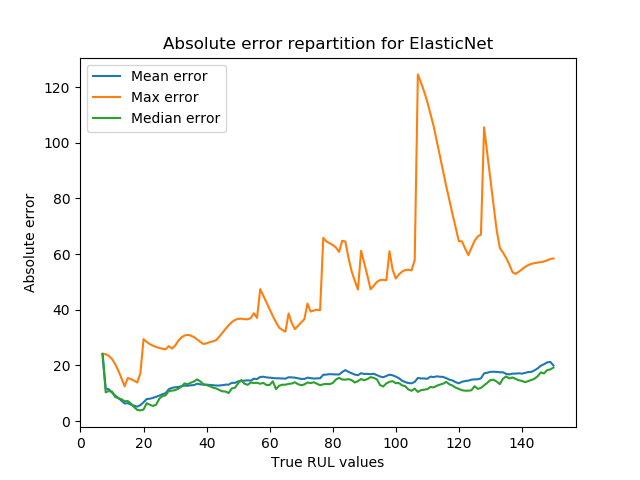 Absolute error repartition for ElasticNet
Mean error
Max error
Median error
Absolute error
120
100
80
60
40
20
0
0 20 40 60 80 100 120 140
True RUL values